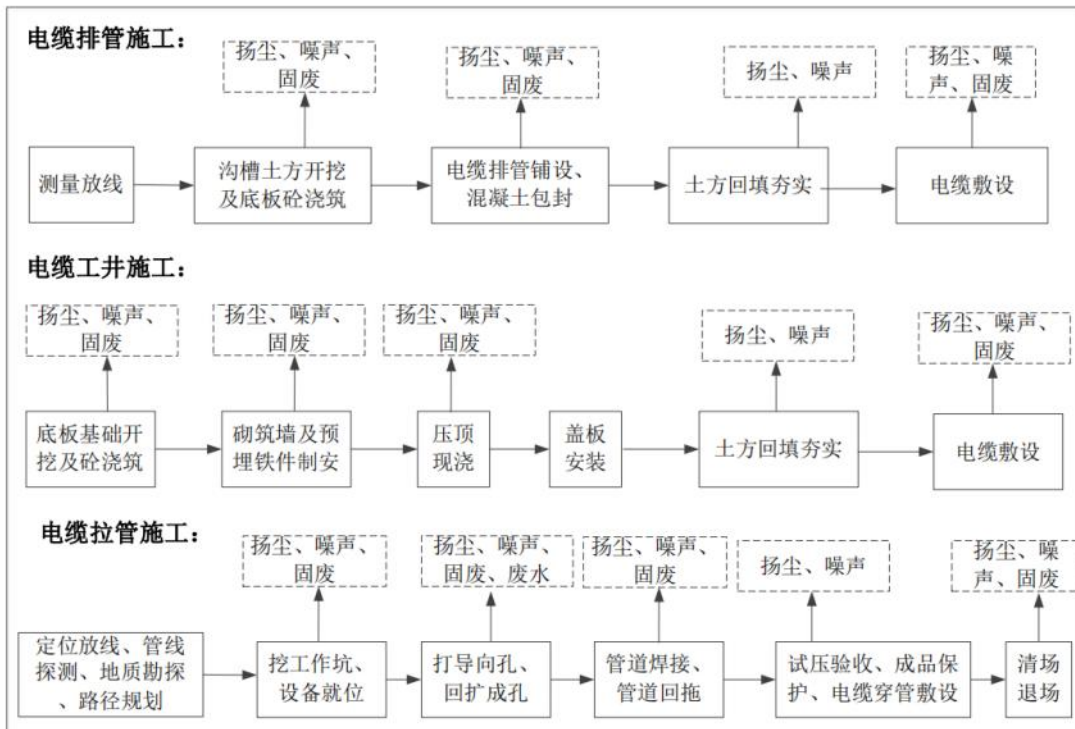 电缆排管施工：
扬尘、噪声、
固废
扬尘、噪声、
固废
扬尘、噪声
扬尘、噪
声、固废
测量放线
沟槽土方开挖
及底板砼浇筑
电缆排管铺设、
混凝土包封
土方回填夯实
电缆敷设
电缆工井施工：
扬尘、噪声、
固废
扬尘、噪声、
固废
扬尘、噪声、
固废
扬尘、噪声
扬尘、噪声、
固废
底板基础开
挖及砼浇筑
砌筑墙及预
埋铁件制安
压顶
现浇
盖板
安装
土方回填夯实
电缆敷设
电缆拉管施工：
扬尘、噪声、
固废
扬尘、噪声、
固废、废水
扬尘、噪声、
固废
扬尘、噪声
扬尘、噪
声、固废
定位放线、管线
探测、地质勘探
、路径规划
挖工作坑、
设备就位
打导向孔、
回扩成孔
管道焊接、
管道回拖
试压验收、成品保
护、电缆穿管敷设
清场
退场